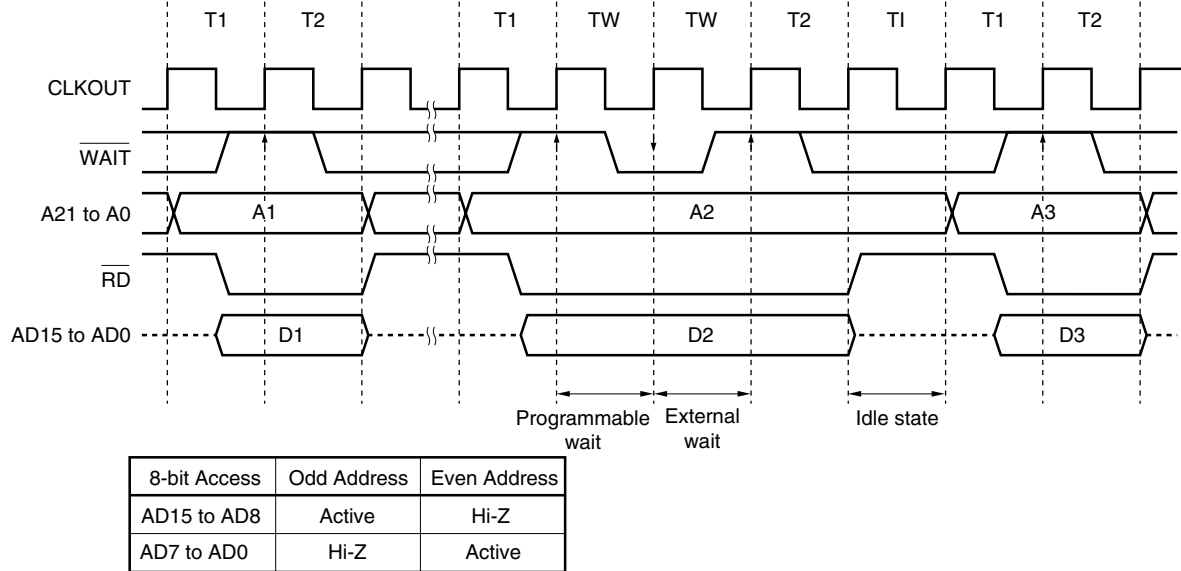 T1 T2 T1 TW TW T2 TI T1 T2
CLKOUT
WAIT
A21 to A0 A1 A2 A3
RD
AD15 to AD0 D1 D2 D3
Programmable wait
External wait
Idle state
8-bit Access Odd Address Even Address
AD15 to AD8 Active Hi-Z
AD7 to AD0 Hi-Z Active